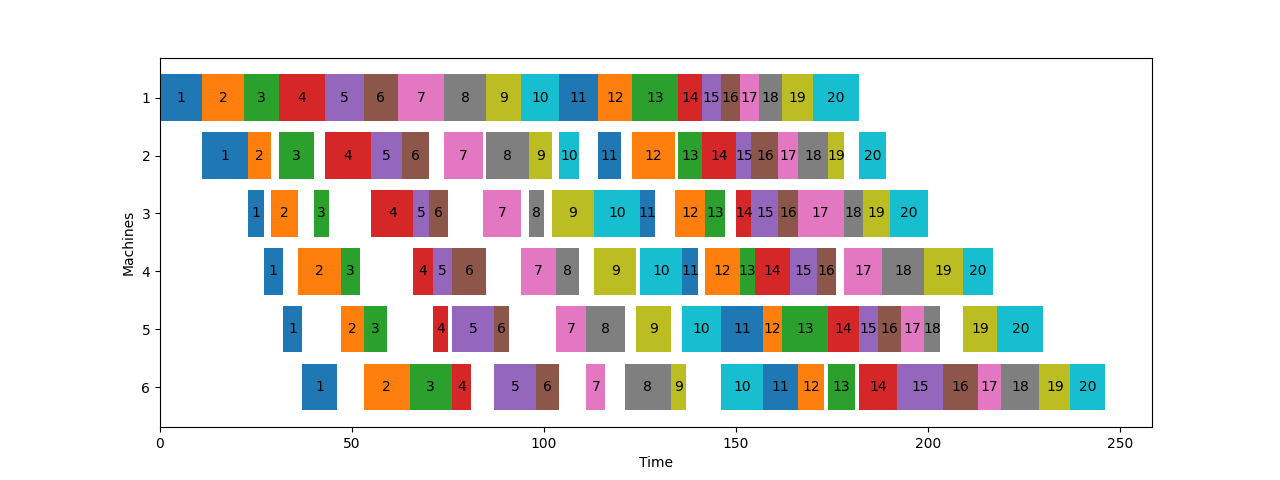 1 1 2 3 4 5 6 7 8 9 10 11 12 13 14 15 16 17 18 19 20
2 1 2 3 4 5 6 7 8 9 10 11 12 13 14 15 16 17 18 19 20
3 1 2 3 4 5 6 7 8 9 10 11 12 13 14 15 16 17 18 19 20
4 1 2 3 4 5 6 7 8 9 10 11 12 13 14 15 16 17 18 19 20
5 1 2 3 4 5 6 7 8 9 10 11 12 13 14 15 16 17 18 19 20
6 1 2 3 4 5 6 7 8 9 10 11 12 13 14 15 16 17 18 19 20
Machines
0 50 100 150 200 250
Time